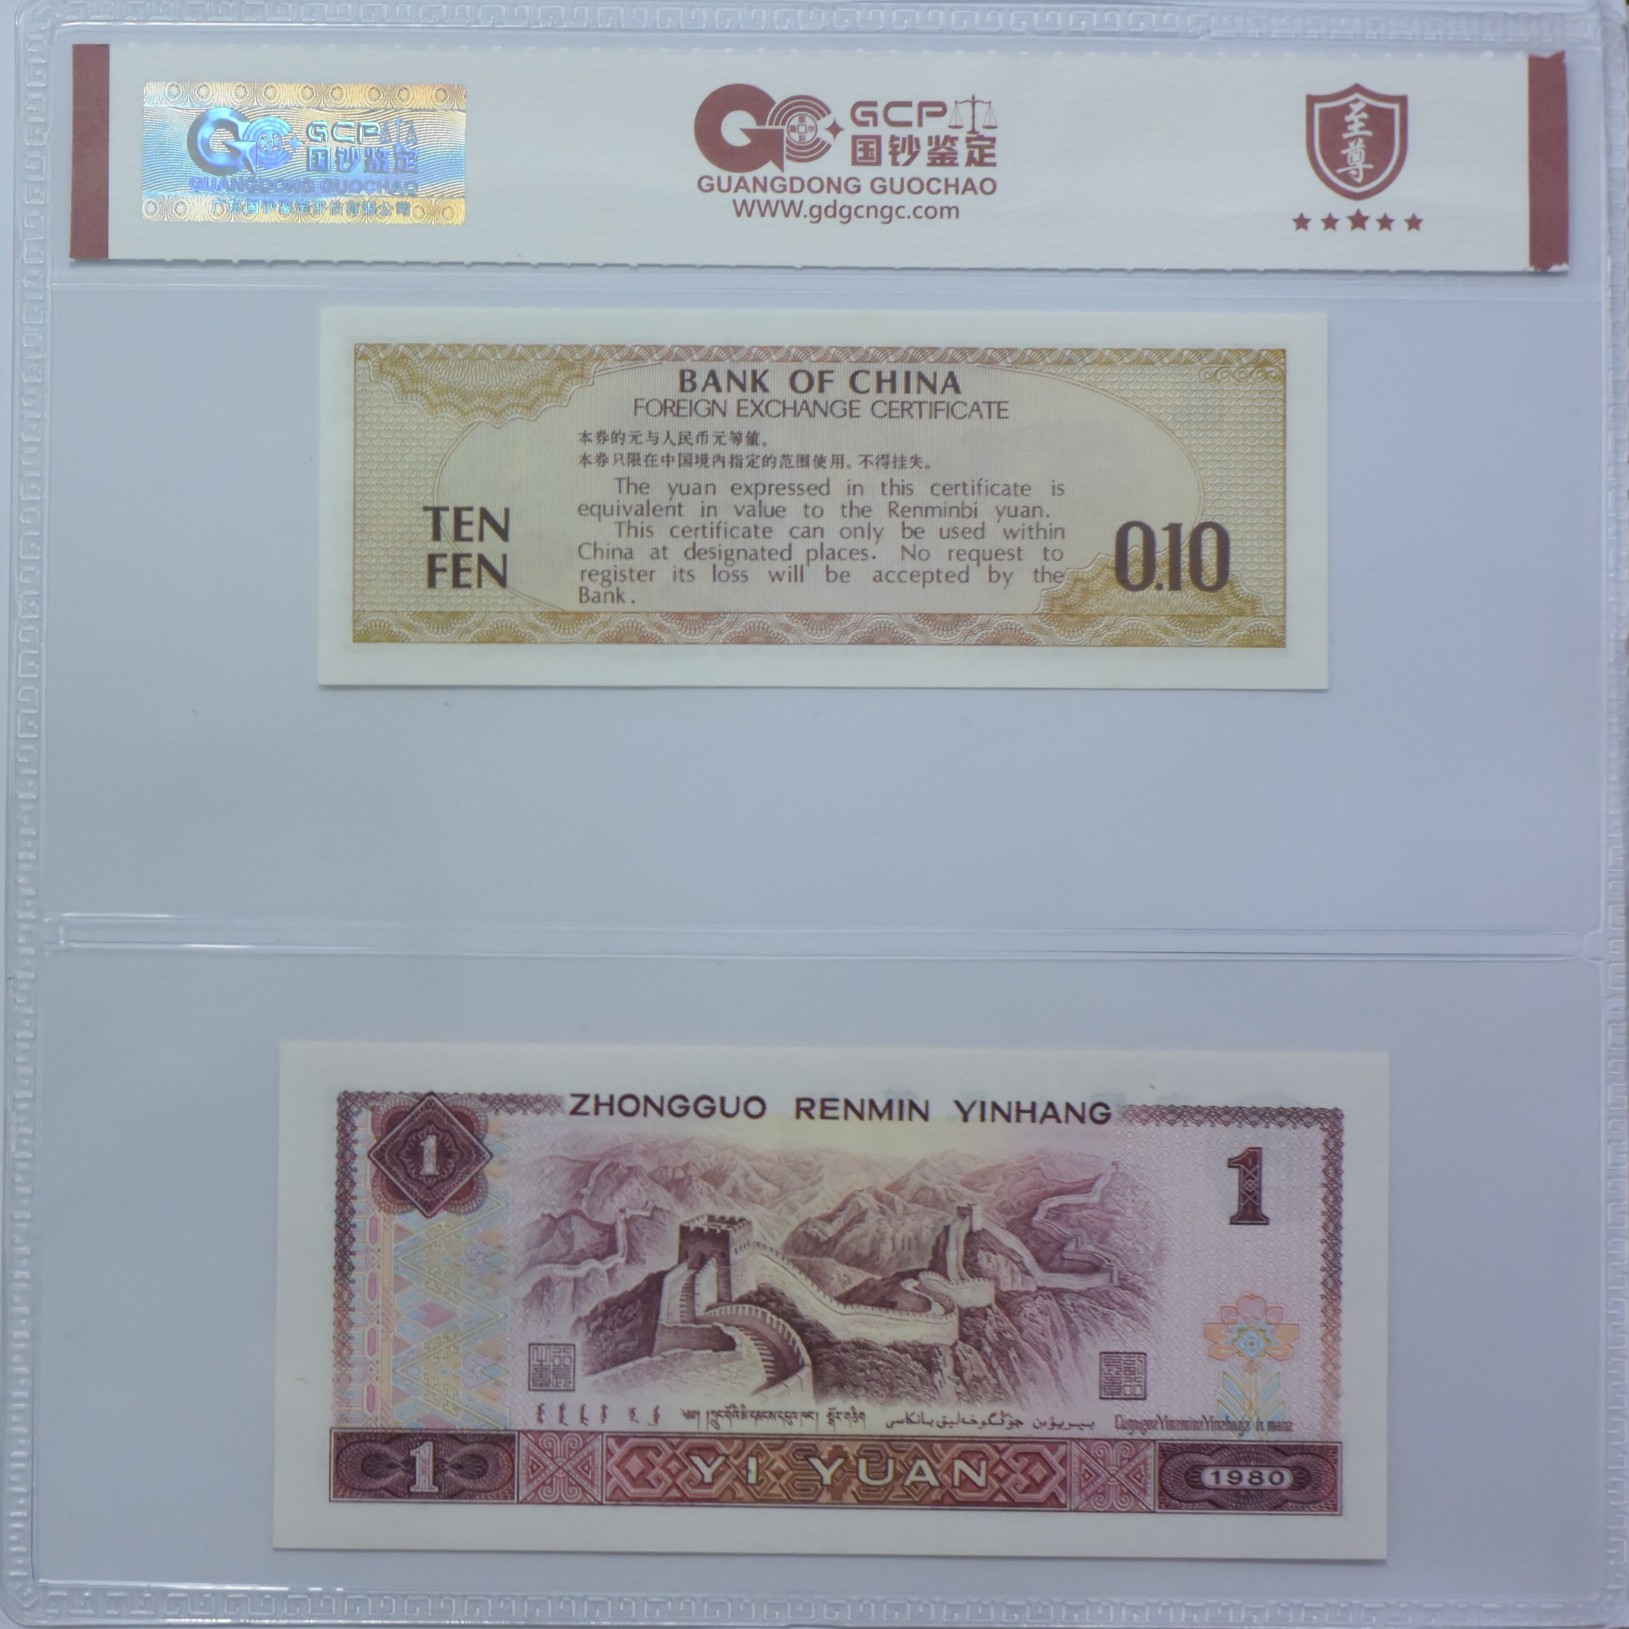 GCP
国钞鉴定
GUANGDONG GUOCHAO
GCP
国钞鉴定
GUANGDONG GUOCHAO
WWW.gdgcngc.com
至尊
BANK OF CHINA
FOREIGN EXCHANGE CERTIFICATE
本券的元与人民币元等值。
本券只限在中国境内指定的范围使用。不得挂失。
The yuan expressed in this certificate is
equivalent in value to the Renminbi yuan.
This certificate can only be used within
China at designated places. No request to
register its loss will be accepted by the
Bank.
TEN
FEN
0.10
ZHONGGUO RENMIN YINHANG
1
1
1
YI YUAN
1980